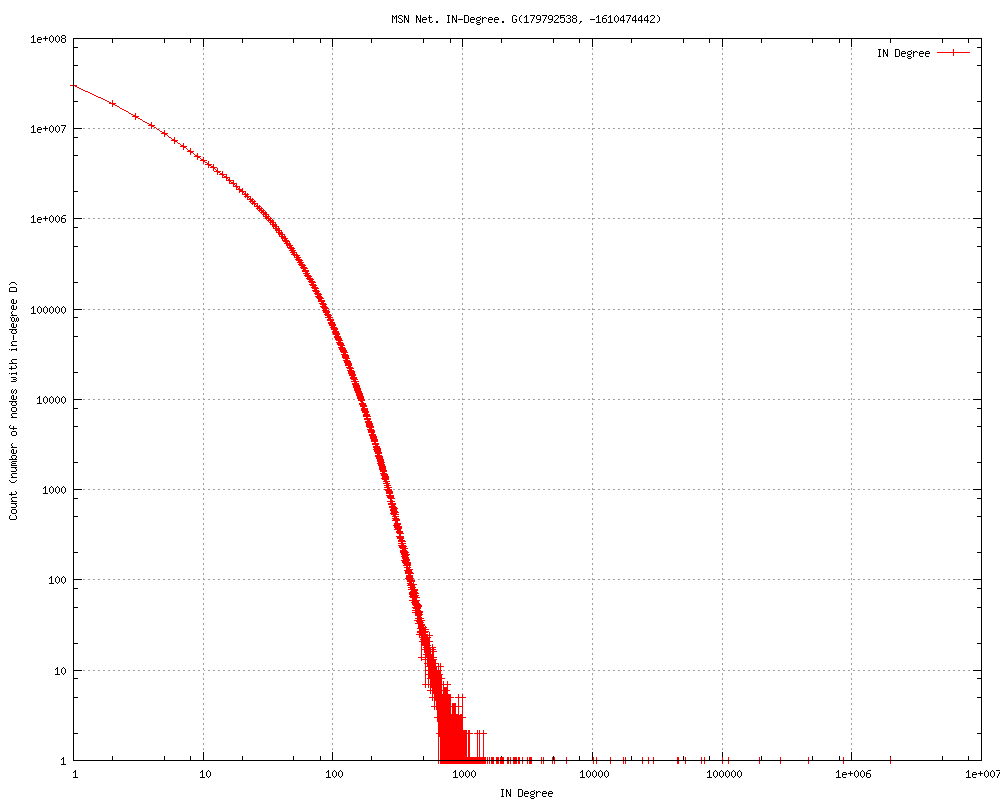 MSN Net. IN-Degree. G(179792538, -1610474442)
IN Degree
1e+008
1e+007
1e+006
100000
10000
1000
100
10
1
Count (number of nodes with in-degree D)
1 10 100 1000 10000 100000 1e+006 1e+007
IN Degree